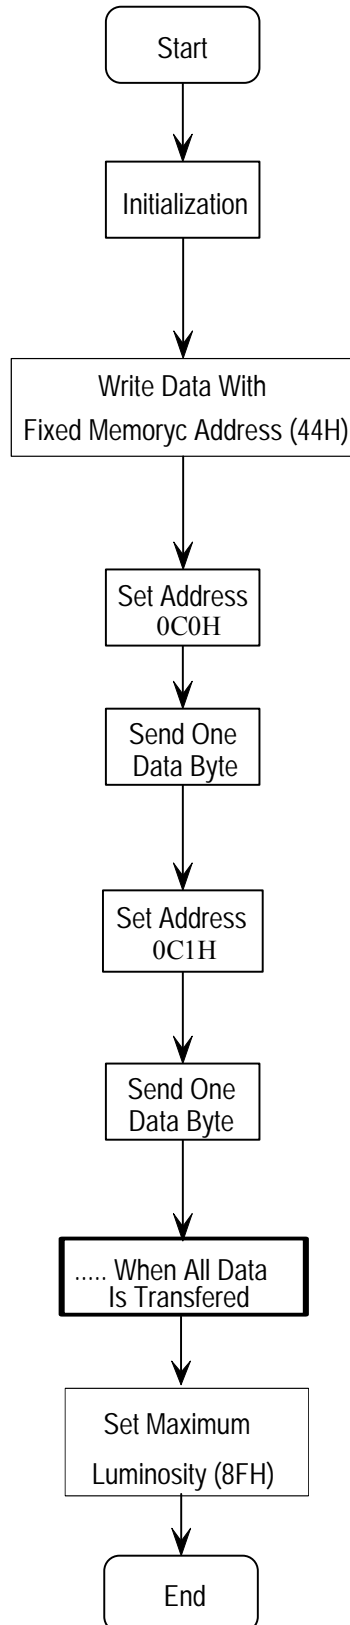 Start
Initialization
Write Data With
Fixed Memoryc Address (44H)
Set Address
0C0H
Send One
Data Byte
Set Address
0C1H
Send One
Data Byte
..... When All Data
Is Transfered
Set Maximum
Luminosity (8FH)
End